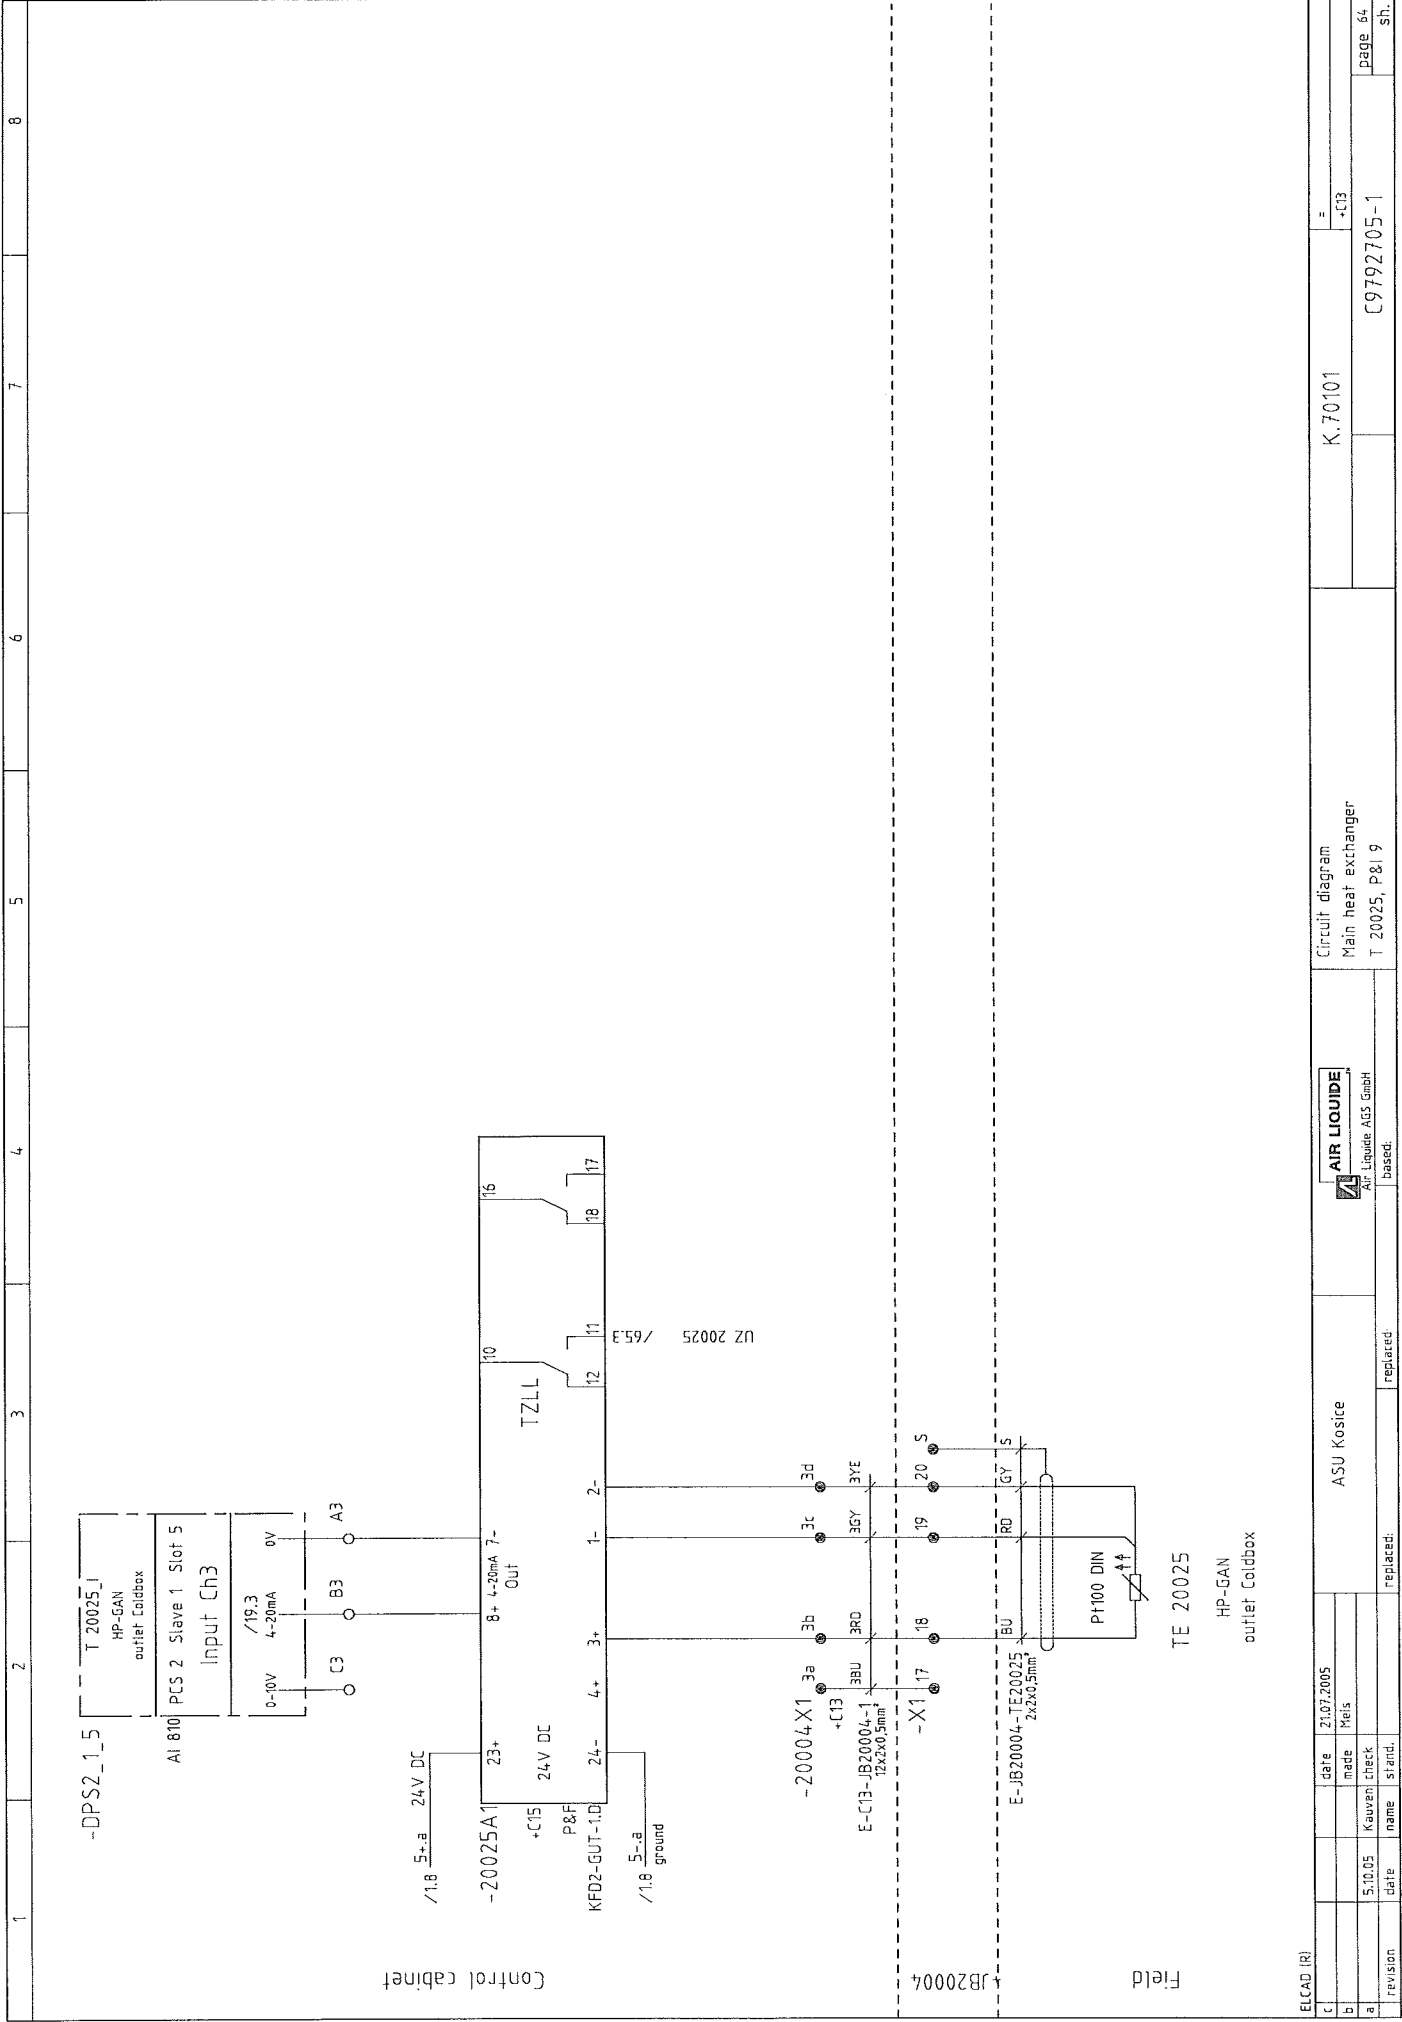 1 2 3 4 5 6 7 8
-DPS2_1_5
T 20025_I
HP-GAN
outlet Coldbox
AI 810 PCS 2 Slave 1 Slot 5
Input Ch3
/19.3
0-10V 4-20mA 0V
C3 B3 A3
/1.8 5+.a 24V DC
-20025A1
+C15
P&F
KFD2-GUT-1.D
23+ 8+ 4-20mA 7- 10 16
Out
24V DC
TZLL
24- 4+ 3+ 1- 2- 12 11 18 17
/1.8 5-.a
ground
/65.3 UZ 20025
Control cabinet
-20004X1 3a 3b 3c 3d
+C13
3BU 3RD 3GY 3YE
E-C13-JB20004-1
12x2x0,5mm²
-X1 17 18 19 20 S
+JB20004
BU RD GY S
E-JB20004-TE20025
2x2x0,5mm²
Pt100 DIN
TE 20025
HP-GAN
outlet Coldbox
Field
ELCAD (R)
c
b
a 5.10.05 Kauven
revision date name
date 21.07.2005
made Meis
check
stand.
replaced:
ASU Kosice
replaced:
AIR LIQUIDE
Air Liquide AGS GmbH
based:
Circuit diagram
Main heat exchanger
T 20025, P&I 9
K.70101
=
+C13
C9792705-1
page 64
sh.